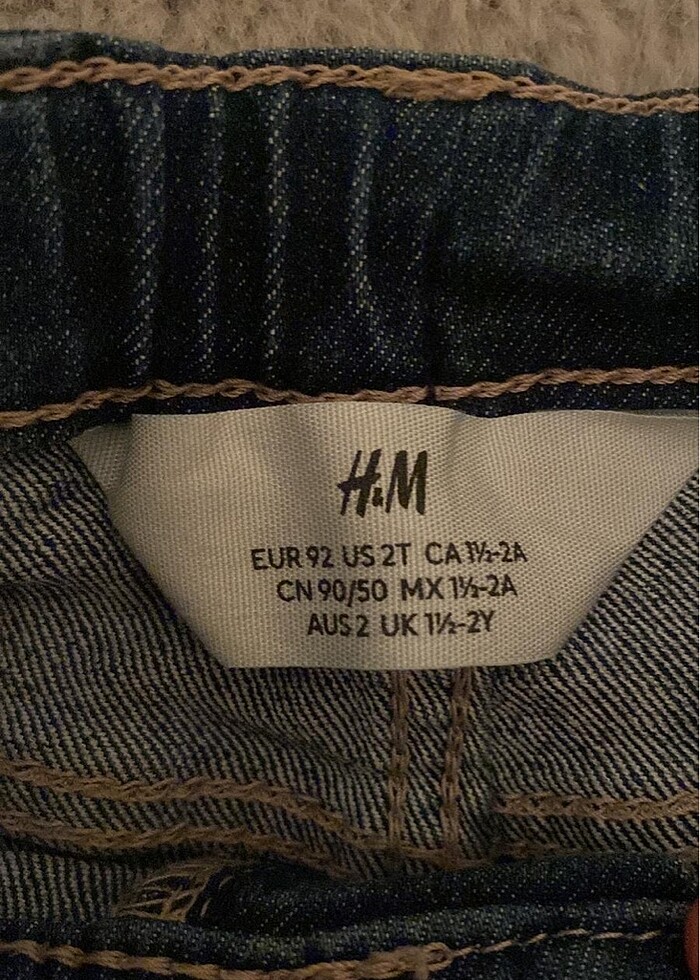 H&M
EUR 92 US 2T CA 1½-2A
CN 90/50 MX 1½-2A
AUS 2 UK 1½-2Y